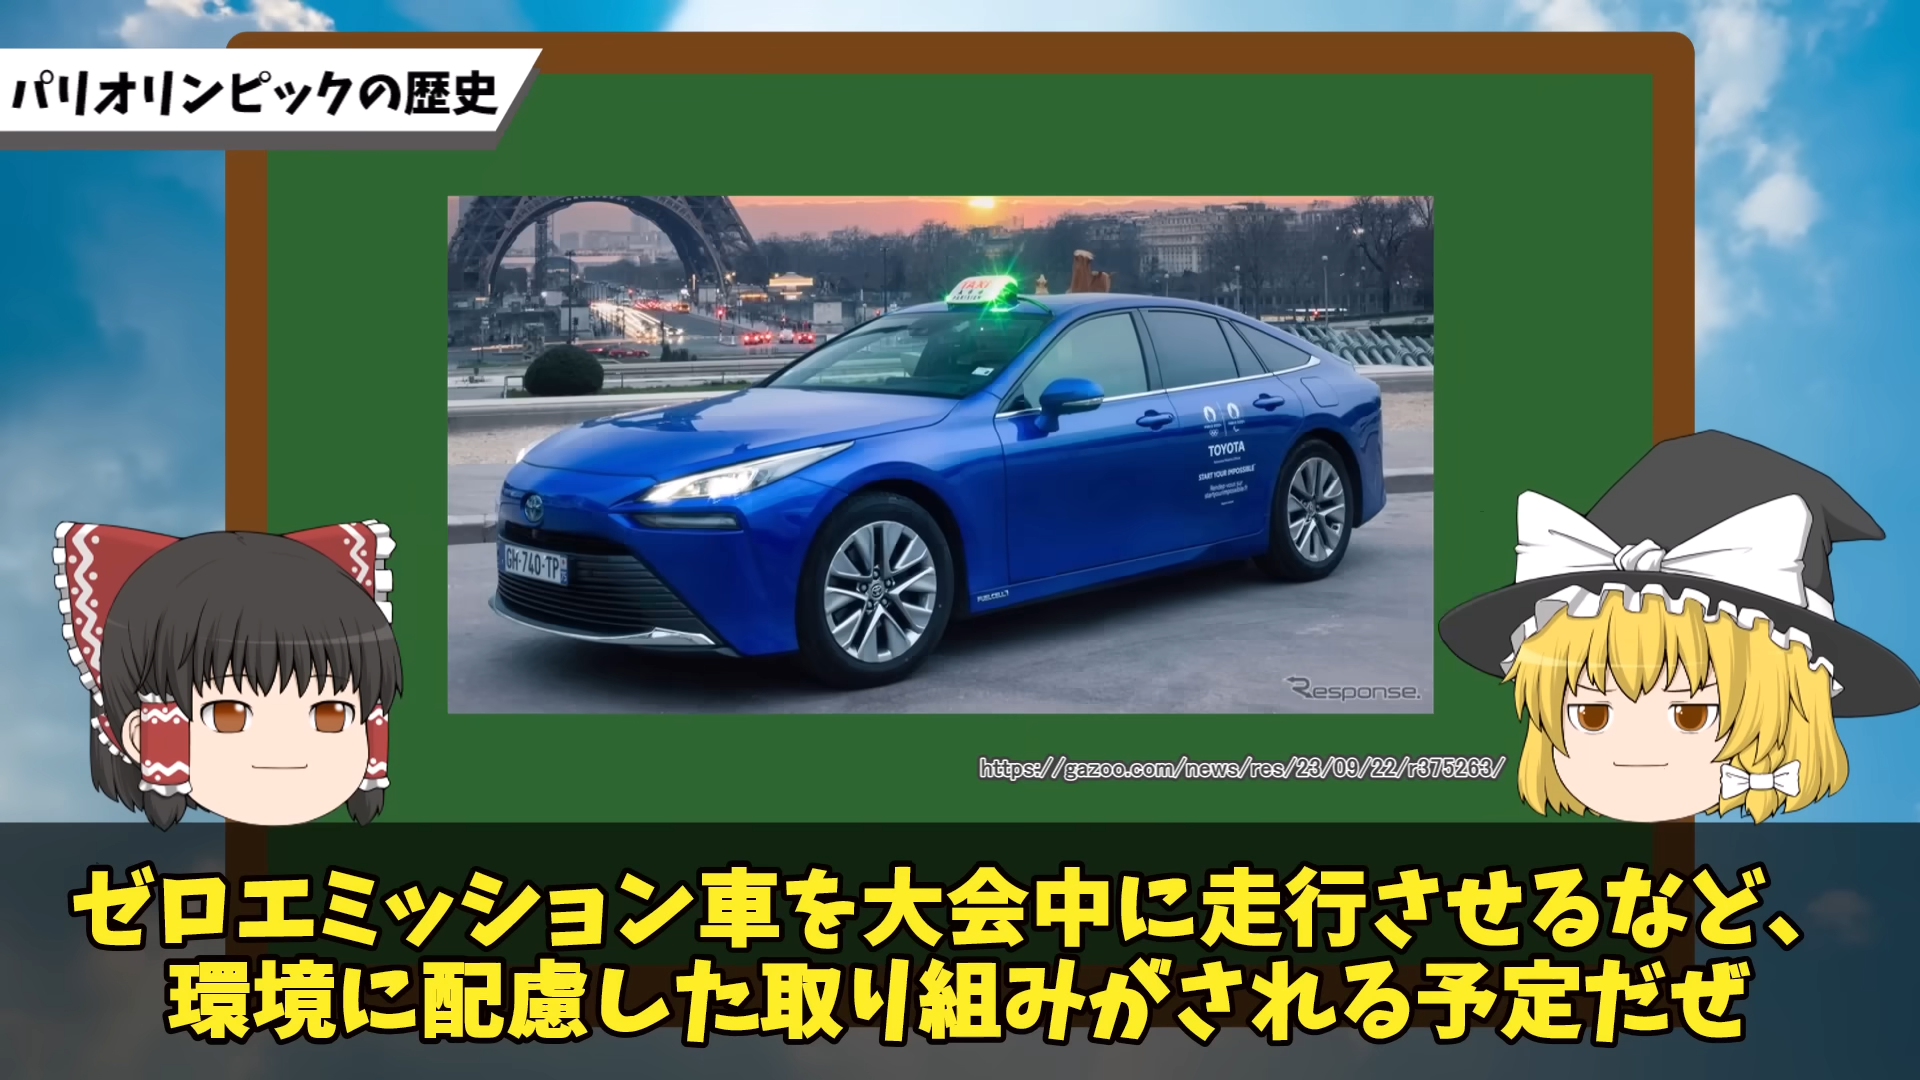 パリオリンピックの歴史
TAXI
PARISIEN
TOYOTA
START YOUR IMPOSSIBLE
GM-740-TP
FUELCELL
Response.
https://gazoo.com/news/res/23/09/22/r375263/
ゼロエミッション車を大会中に走行させるなど、
環境に配慮した取り組みがされる予定だぜ